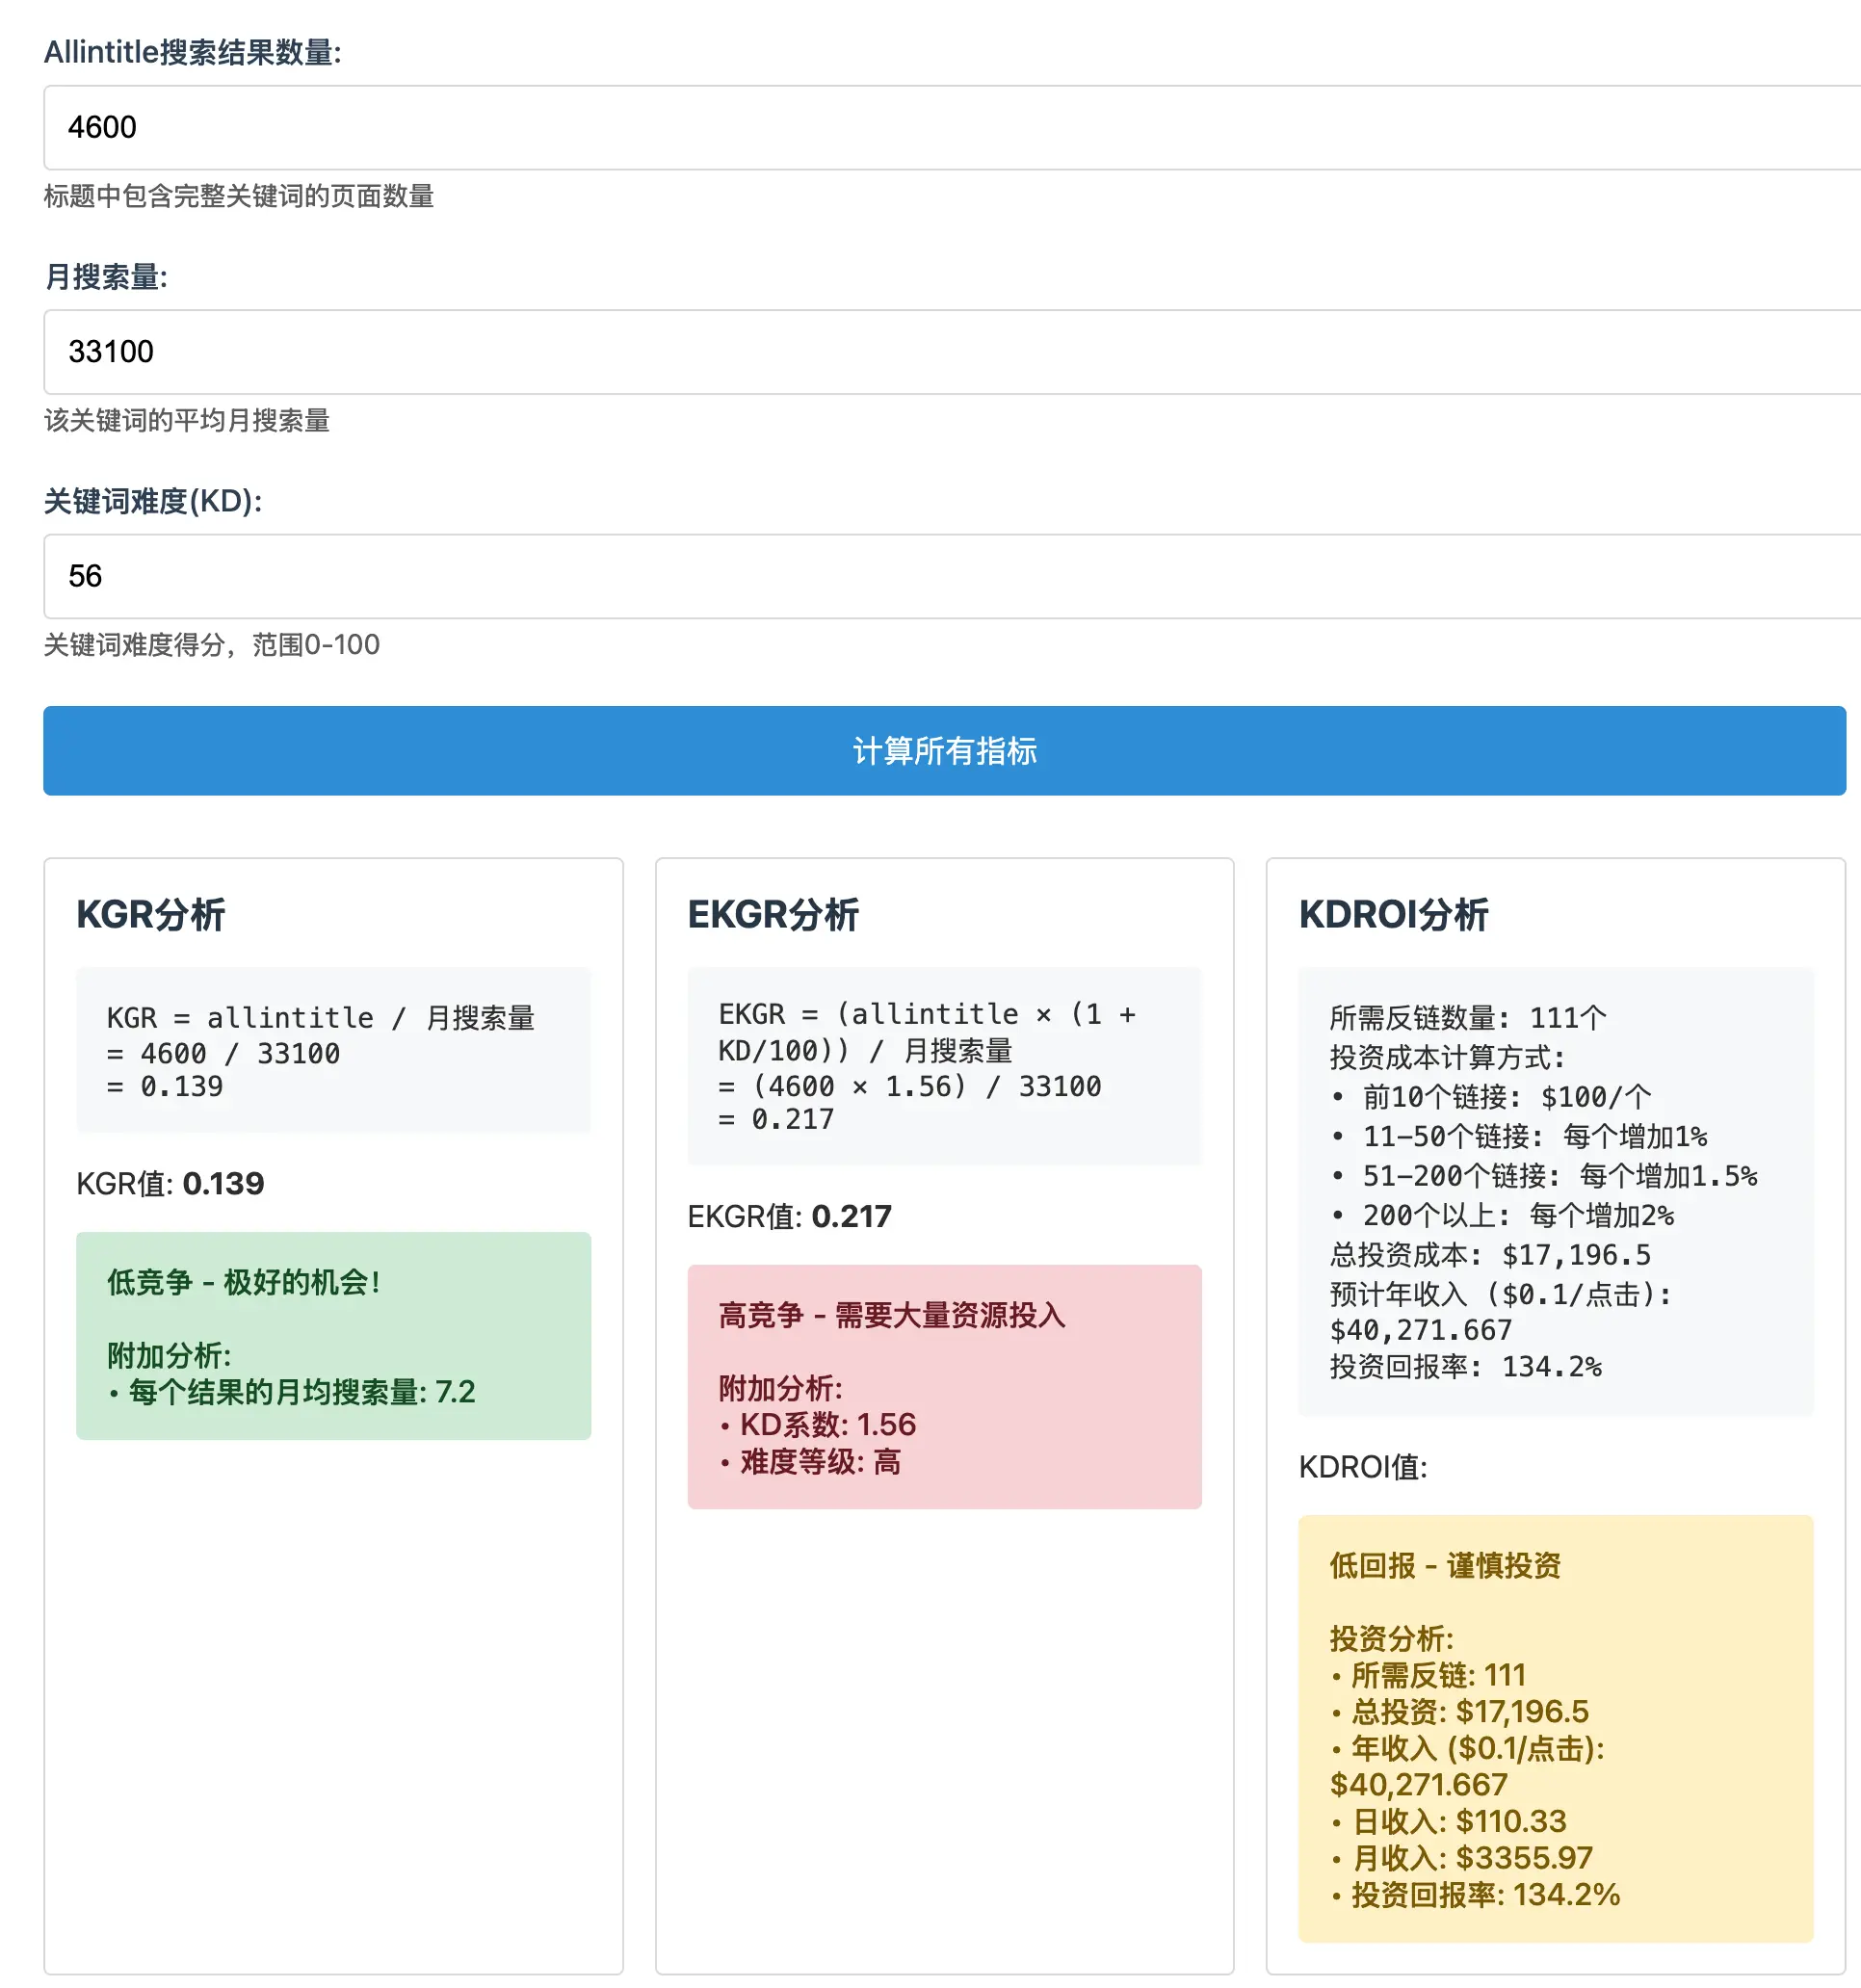 Allintitle搜索结果数量:
4600
标题中包含完整关键词的页面数量
月搜索量:
33100
该关键词的平均月搜索量
关键词难度(KD):
56
关键词难度得分，范围0-100
计算所有指标
KGR分析
KGR = allintitle / 月搜索量
= 4600 / 33100
= 0.139
KGR值: 0.139
低竞争 - 极好的机会!
附加分析:
• 每个结果的月均搜索量: 7.2
EKGR分析
EKGR = (allintitle × (1 +
KD/100)) / 月搜索量
= (4600 × 1.56) / 33100
= 0.217
EKGR值: 0.217
高竞争 - 需要大量资源投入
附加分析:
• KD系数: 1.56
• 难度等级: 高
KDROI分析
所需反链数量: 111个
投资成本计算方式:
• 前10个链接: $100/个
• 11-50个链接: 每个增加1%
• 51-200个链接: 每个增加1.5%
• 200个以上: 每个增加2%
总投资成本: $17,196.5
预计年收入 ($0.1/点击):
$40,271.667
投资回报率: 134.2%
KDROI值:
低回报 - 谨慎投资
投资分析:
• 所需反链: 111
• 总投资: $17,196.5
• 年收入 ($0.1/点击):
$40,271.667
• 日收入: $110.33
• 月收入: $3355.97
• 投资回报率: 134.2%